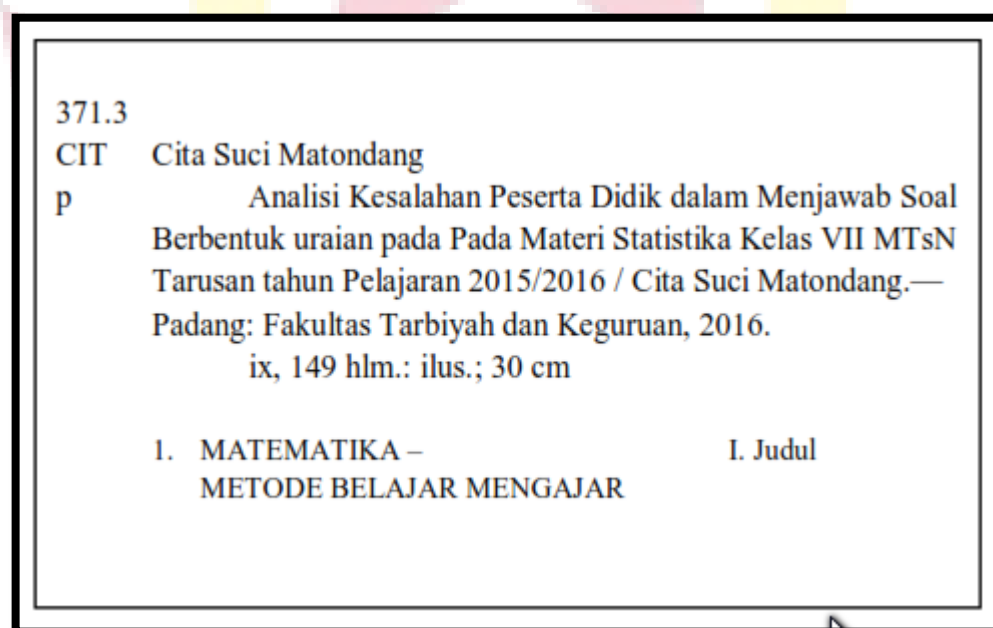 371.3
CIT Cita Suci Matondang
p Analisi Kesalahan Peserta Didik dalam Menjawab Soal
Berbentuk uraian pada Pada Materi Statistika Kelas VII MTsN
Tarusan tahun Pelajaran 2015/2016 / Cita Suci Matondang.—
Padang: Fakultas Tarbiyah dan Keguruan, 2016.
ix, 149 hlm.: ilus.; 30 cm
1. MATEMATIKA – I. Judul
METODE BELAJAR MENGAJAR